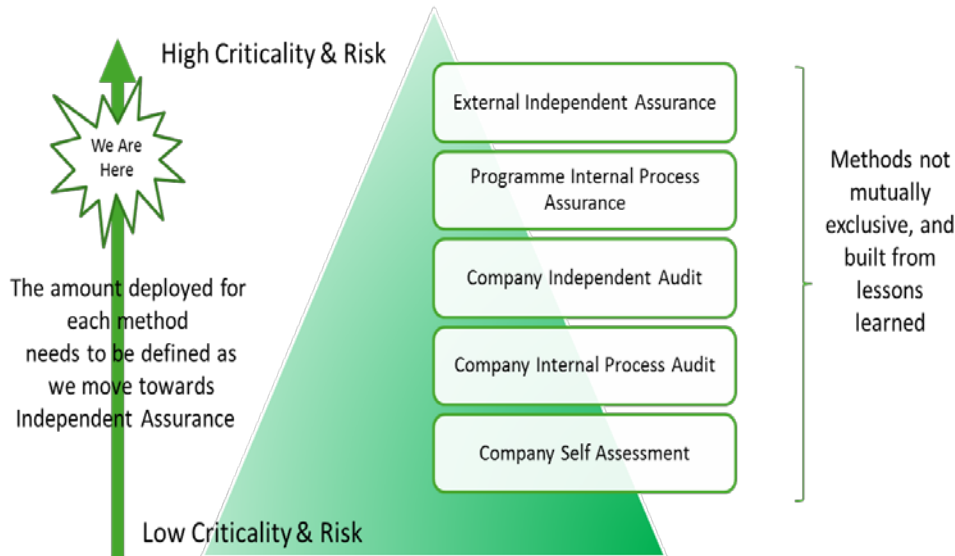 High Criticality & Risk
We Are
Here
The amount deployed for
each method
needs to be defined as
we move towards
Independent Assurance
Low Criticality & Risk
External Independent Assurance
Programme Internal Process
Assurance
Company Independent Audit
Company Internal Process Audit
Company Self Assessment
Methods not
mutually
exclusive, and
built from
lessons
learned